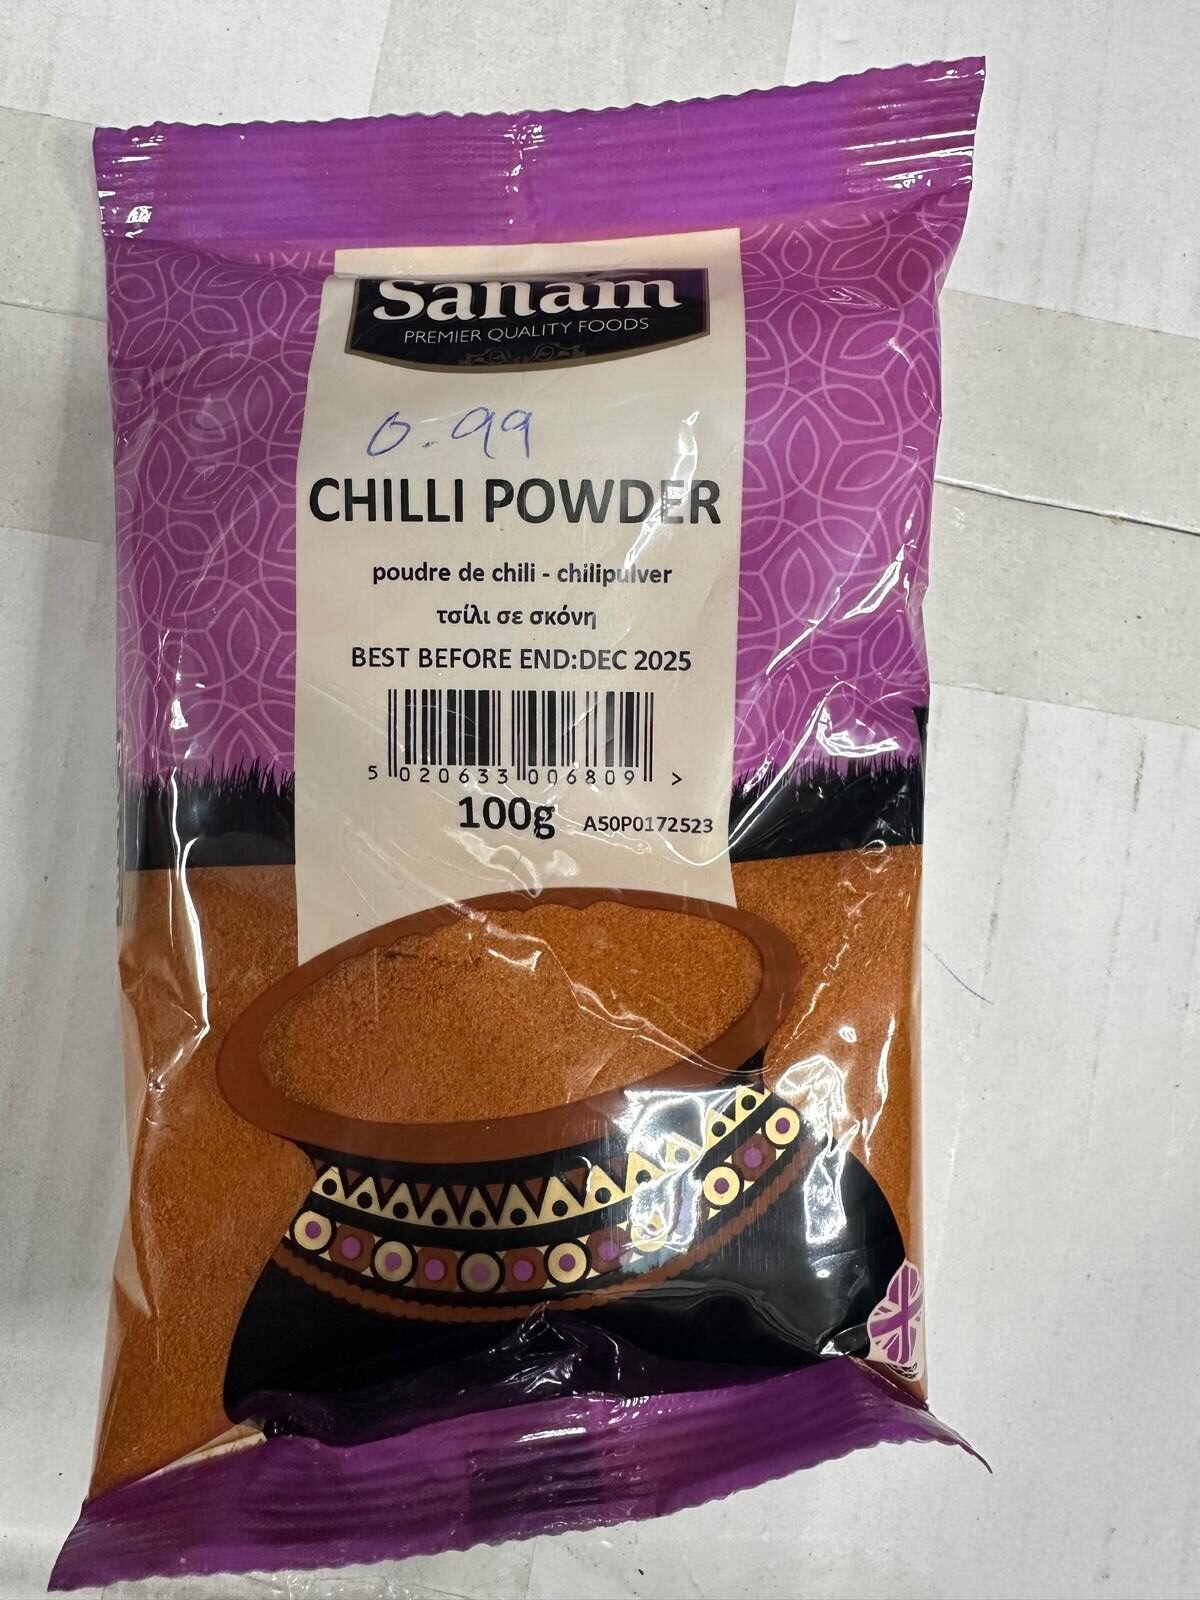 Sanam
PREMIER QUALITY FOODS
0.99
CHILLI POWDER
poudre de chili - chilipulver
τσίλι σε σκόνη
BEST BEFORE END:DEC 2025
5 020633 006809 >
100g A50P0172523